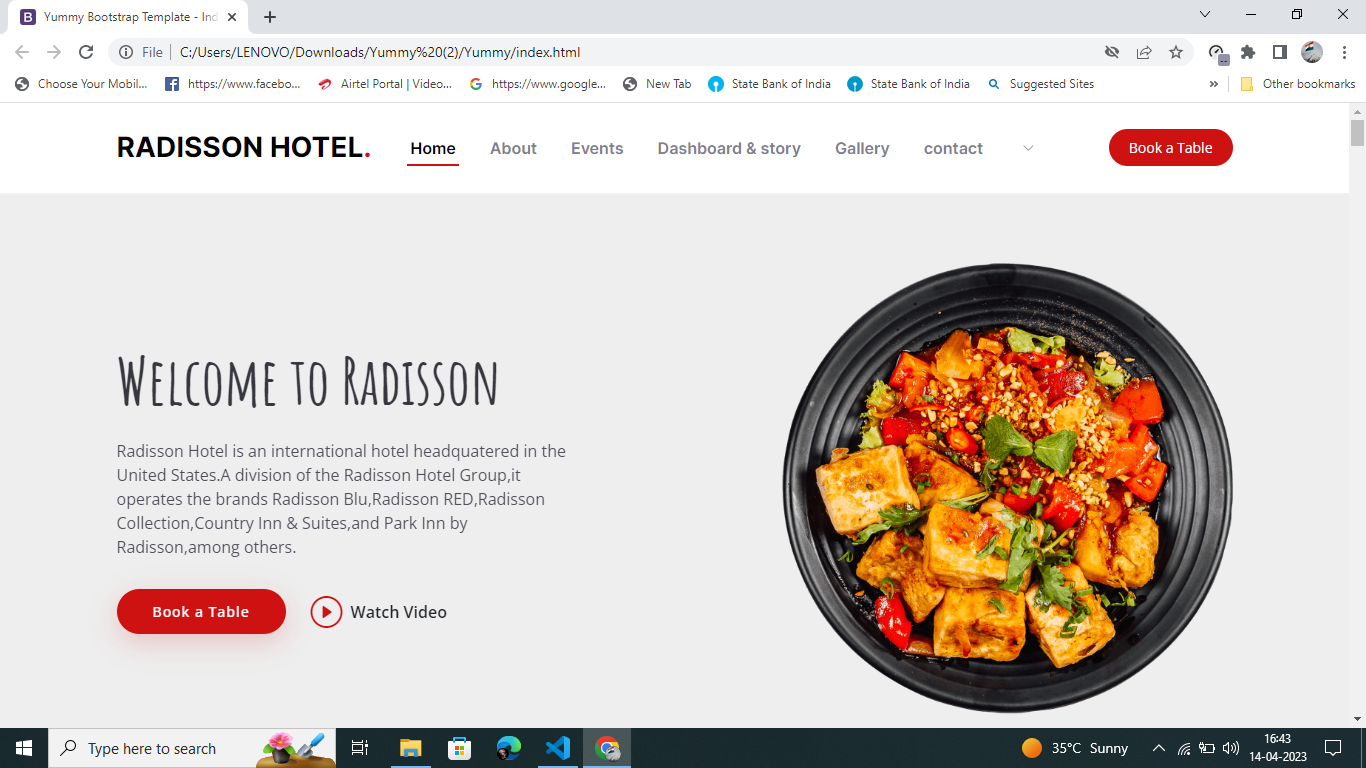 Yummy Bootstrap Template - Ind
File C:/Users/LENOVO/Downloads/Yummy%20(2)/Yummy/index.html
Choose Your Mobil... https://www.facebo... Airtel Portal | Video... https://www.google... New Tab State Bank of India State Bank of India Suggested Sites » Other bookmarks
RADISSON HOTEL. Home About Events Dashboard & story Gallery contact Book a Table
Welcome to Radisson
Radisson Hotel is an international hotel headquatered in the
United States.A division of the Radisson Hotel Group,it
operates the brands Radisson Blu,Radisson RED,Radisson
Collection,Country Inn & Suites,and Park Inn by
Radisson,among others.
Book a Table Watch Video
Type here to search 35°C Sunny 16:43
14-04-2023